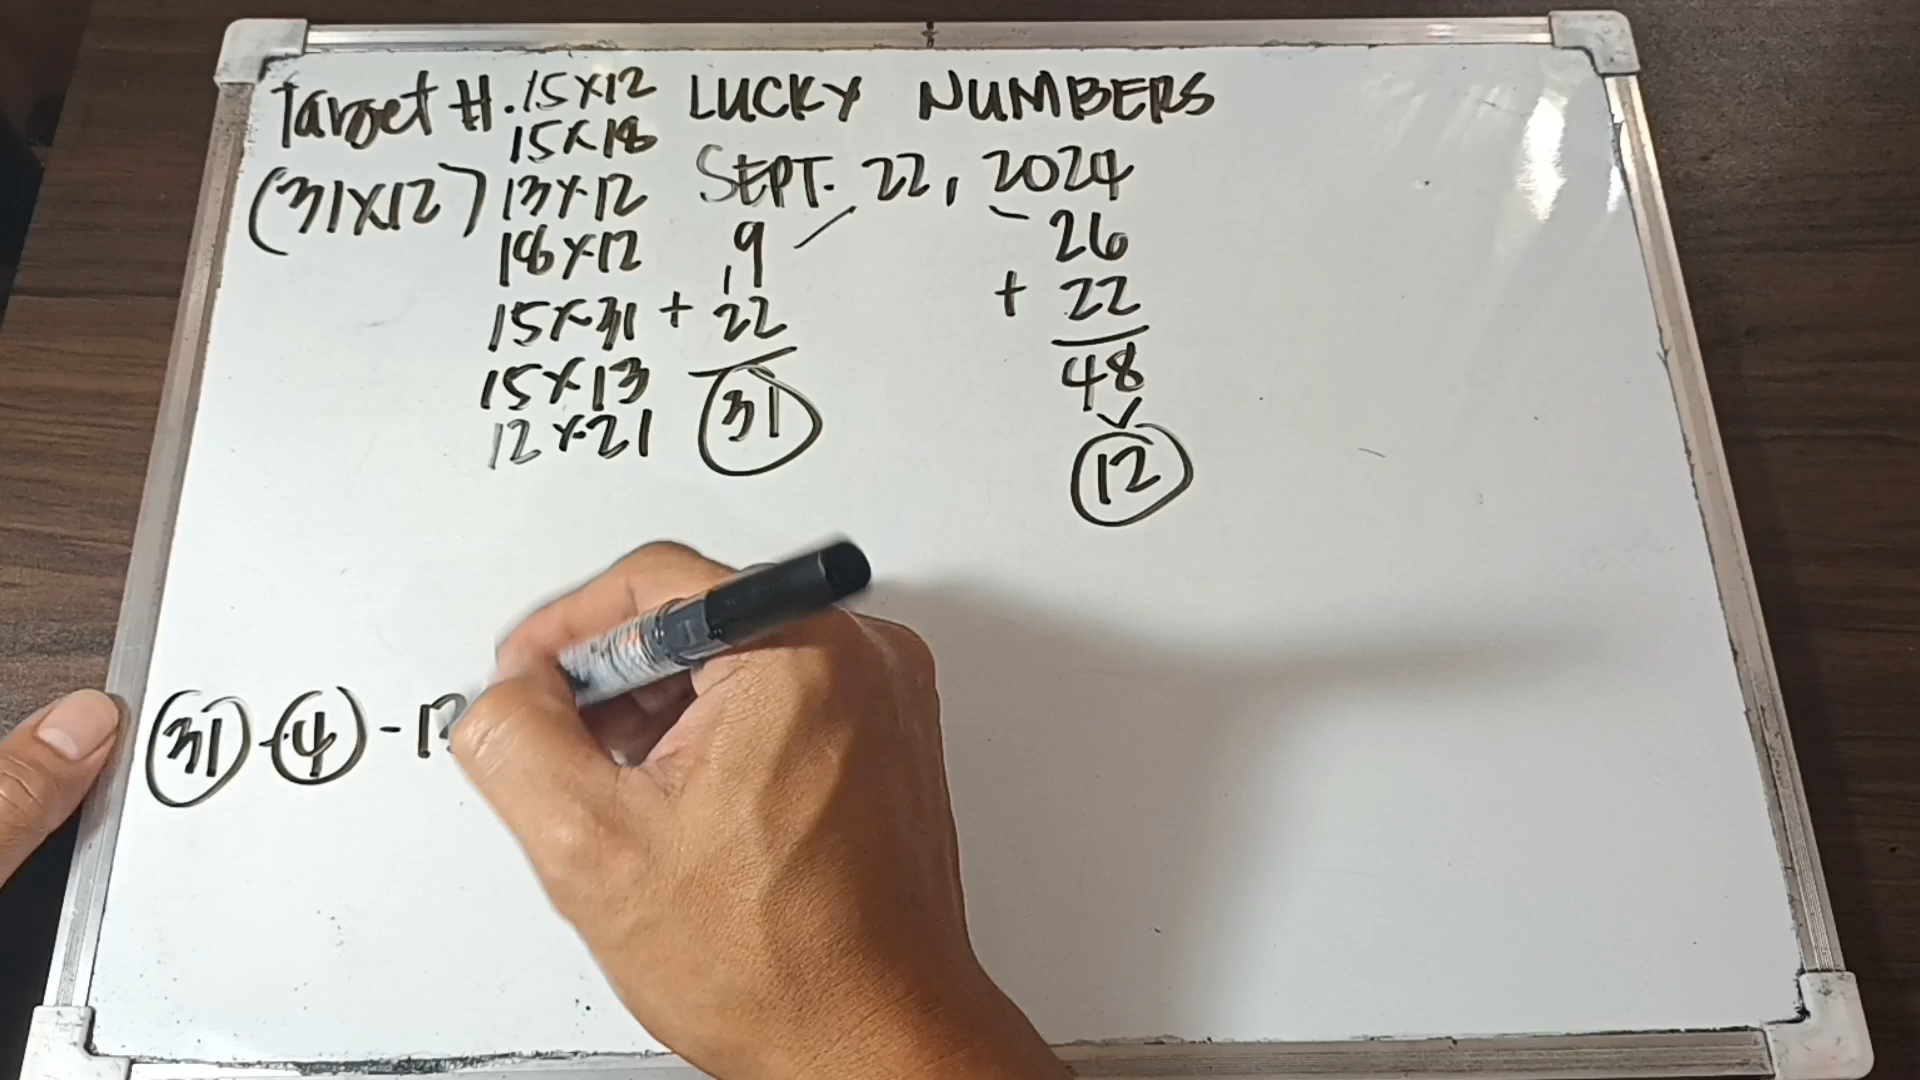 Target #. 15x12 LUCKY NUMBERS
15x18
SEPT. 22, 2024
(31x12) 13x12
18x12
15x31
15x13
12x21
9
+ 22
31
26
+ 22
48
12
31 - 4 - 13